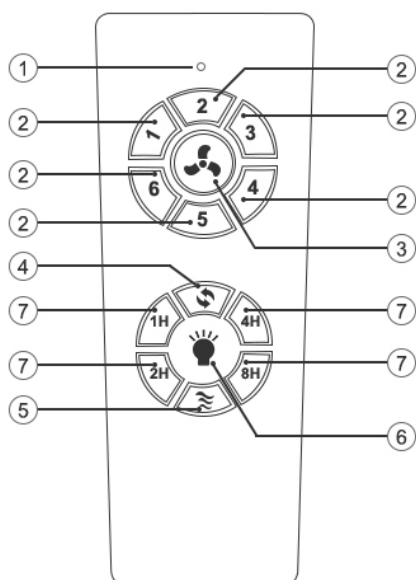 ① ②
2
② 1 3 ②
② 6 4 ②
② 5
③
④
⑦ 1H 4H ⑦
⑦ 2H 8H ⑦
⑤ ⑥